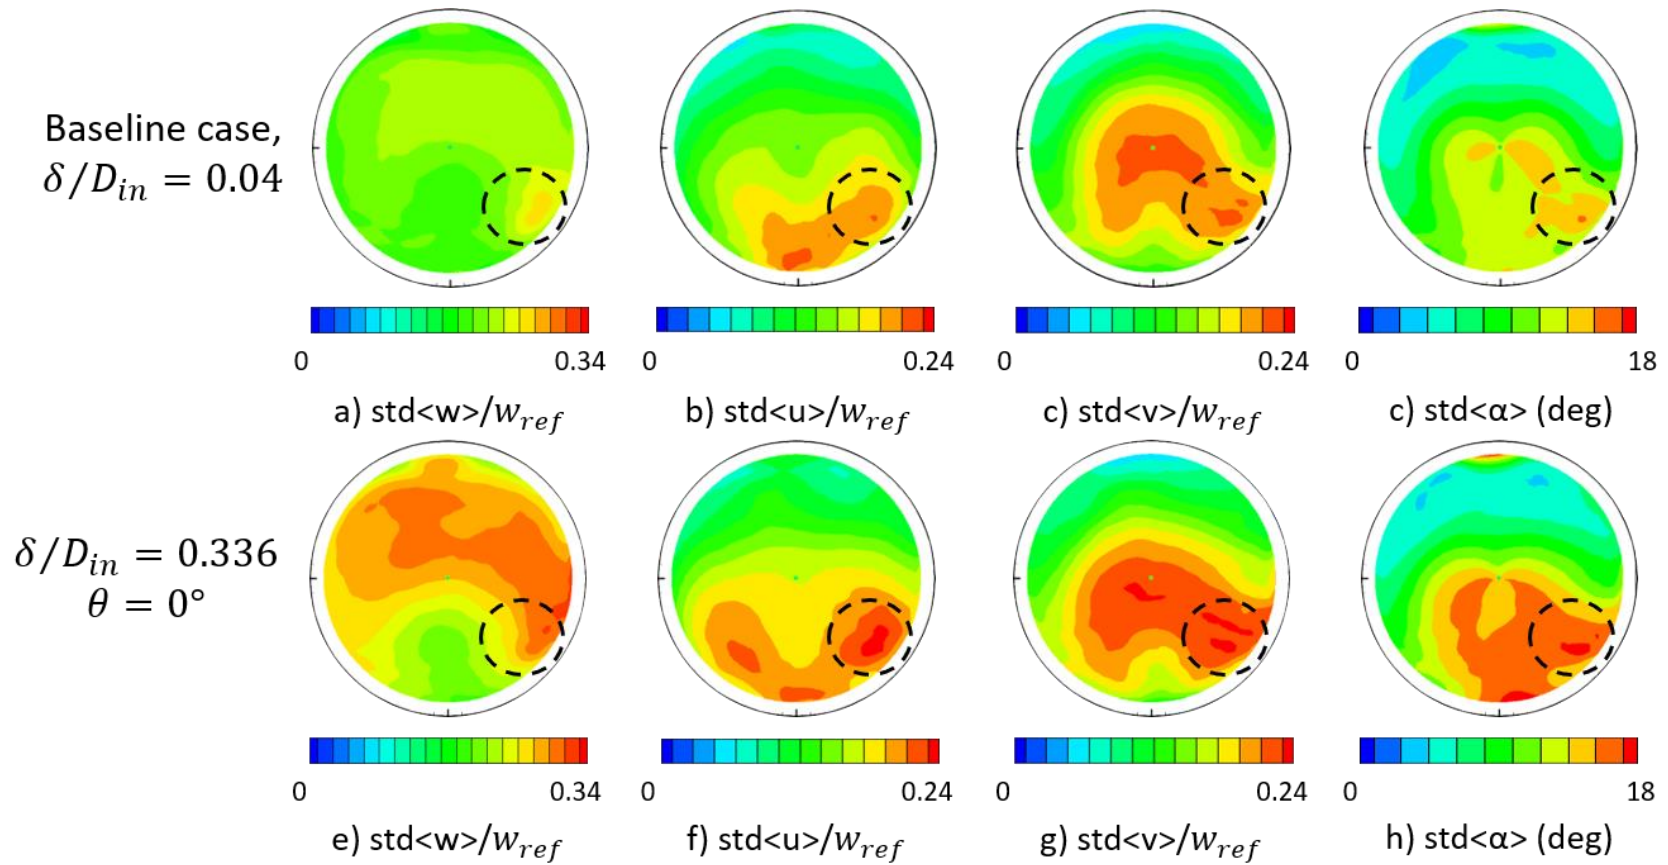 Baseline case,
δ/D_in = 0.04
0 0.34
0 0.24
0 0.24
0 18
a) std<w>/w_ref
b) std<u>/w_ref
c) std<v>/w_ref
c) std<α> (deg)
δ/D_in = 0.336
θ = 0°
0 0.34
0 0.24
0 0.24
0 18
e) std<w>/w_ref
f) std<u>/w_ref
g) std<v>/w_ref
h) std<α> (deg)